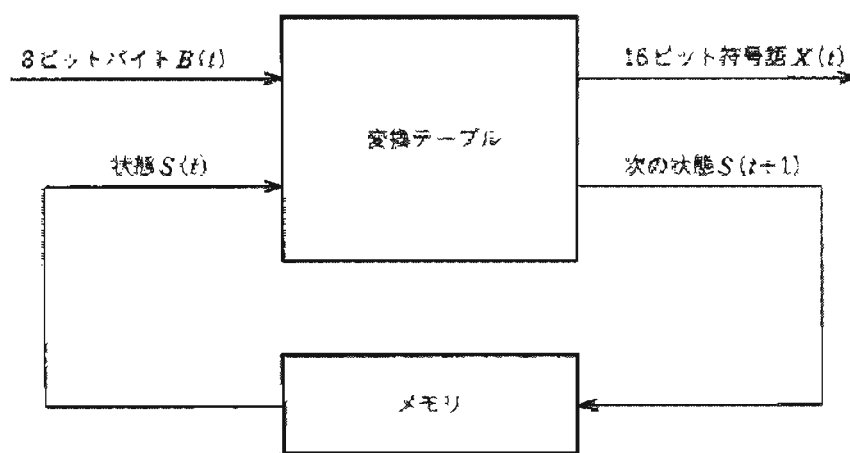 8ビットバイトB(t)
16ビット符号語X(t)
変換テーブル
状態S(t)
次の状態S(t+1)
メモリ